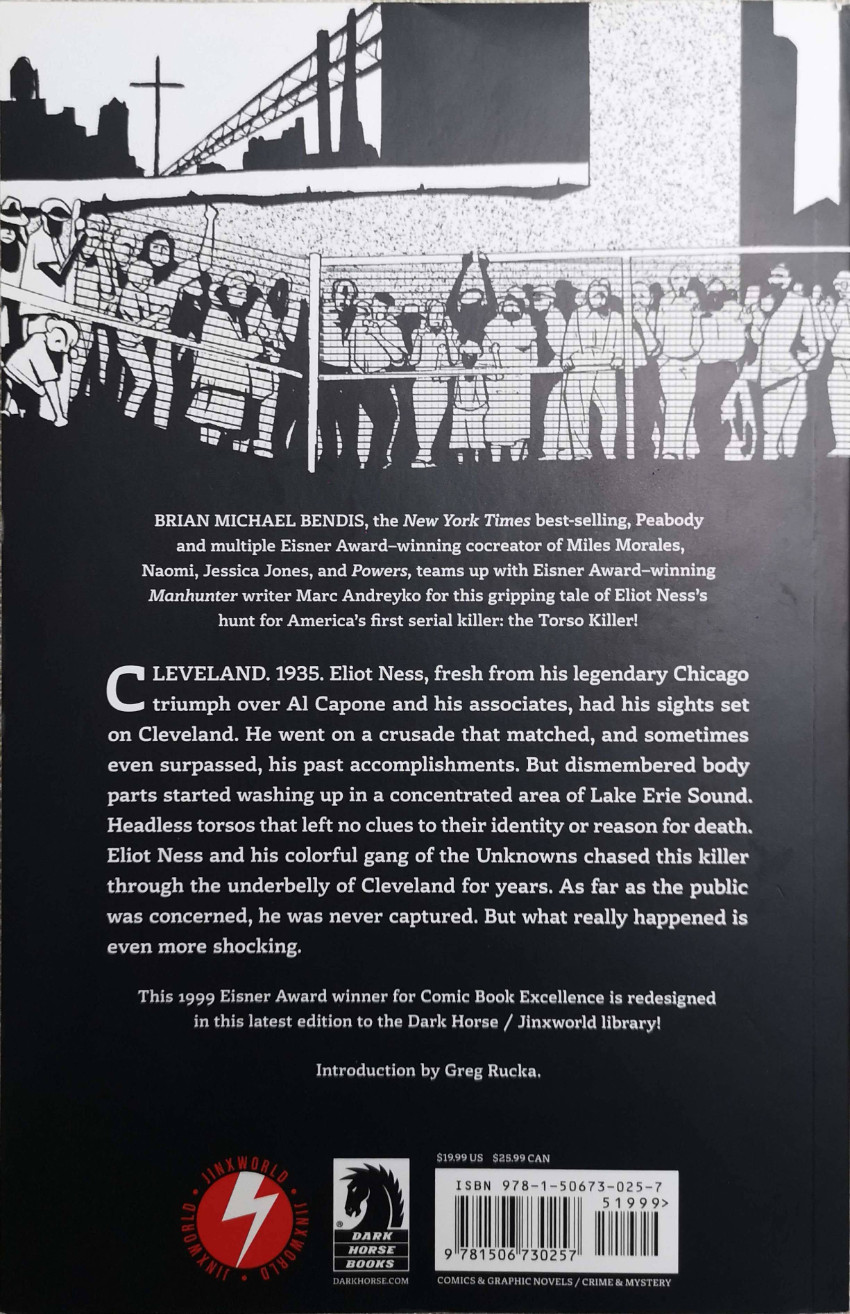 BRIAN MICHAEL BENDIS, the New York Times best-selling, Peabody
and multiple Eisner Award–winning cocreator of Miles Morales,
Naomi, Jessica Jones, and Powers, teams up with Eisner Award–winning
Manhunter writer Marc Andreyko for this gripping tale of Eliot Ness's
hunt for America's first serial killer: the Torso Killer!
CLEVELAND. 1935. Eliot Ness, fresh from his legendary Chicago
triumph over Al Capone and his associates, had his sights set
on Cleveland. He went on a crusade that matched, and sometimes
even surpassed, his past accomplishments. But dismembered body
parts started washing up in a concentrated area of Lake Erie Sound.
Headless torsos that left no clues to their identity or reason for death.
Eliot Ness and his colorful gang of the Unknowns chased this killer
through the underbelly of Cleveland for years. As far as the public
was concerned, he was never captured. But what really happened is
even more shocking.
This 1999 Eisner Award winner for Comic Book Excellence is redesigned
in this latest edition to the Dark Horse / Jinxworld library!
Introduction by Greg Rucka.
JINXWORLD • JINXWORLD • JINXWORLD •
®
DARK
HORSE
BOOKS
DARKHORSE.COM
$19.99 US $25.99 CAN
ISBN 978-1-50673-025-7
51999>
9 781506 730257
COMICS & GRAPHIC NOVELS / CRIME & MYSTERY